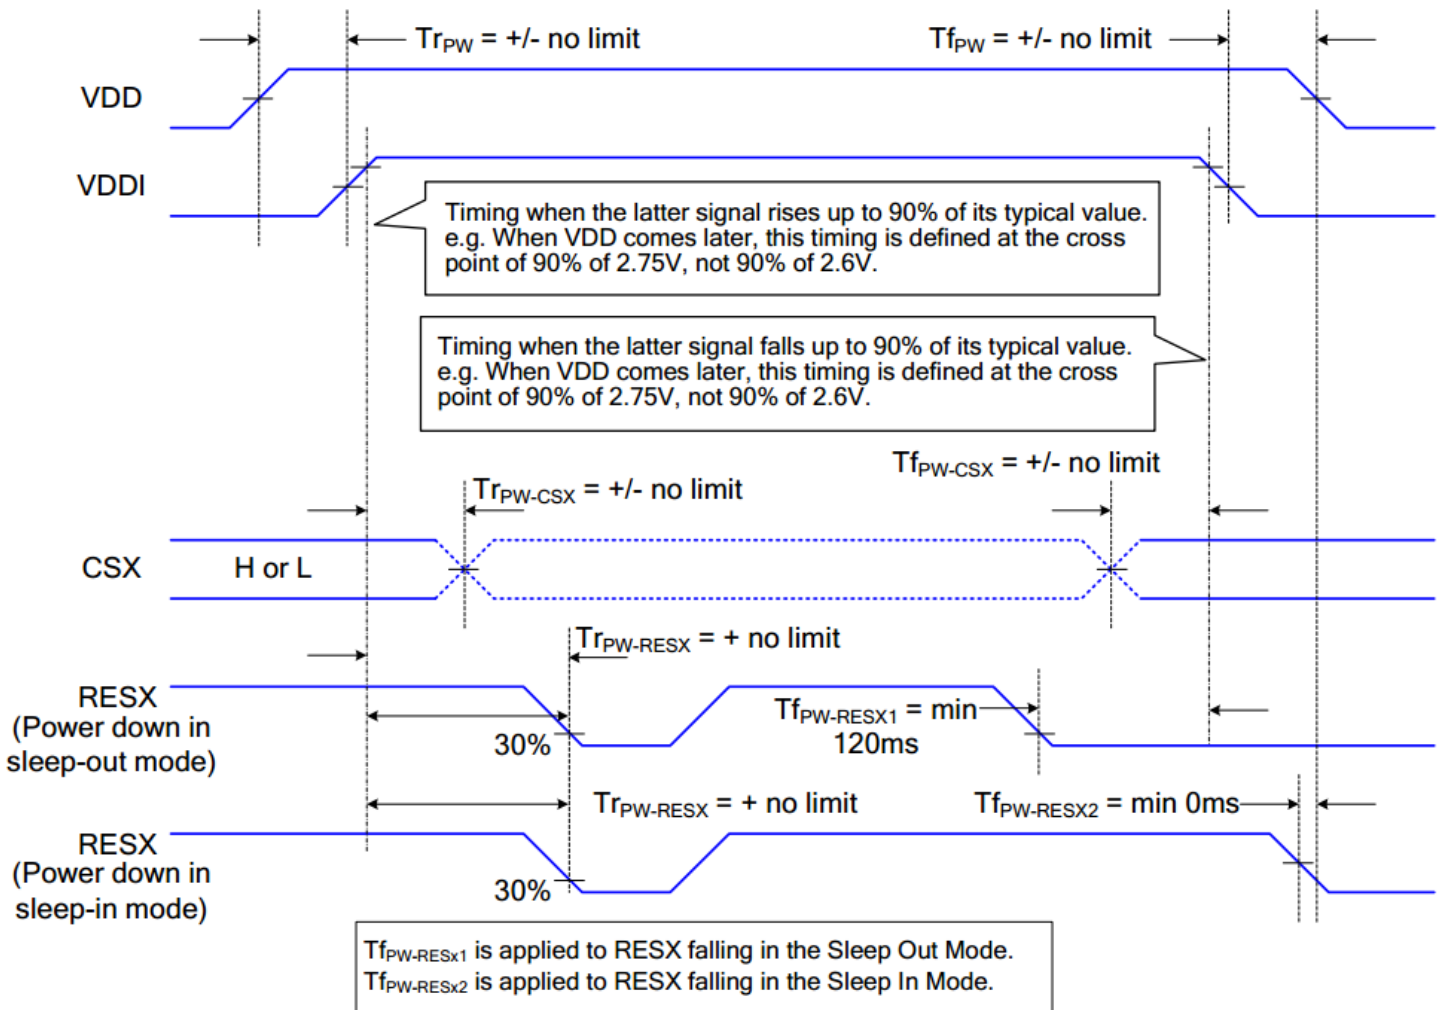 TrPW = +/- no limit
TfPW = +/- no limit
VDD
VDDI
Timing when the latter signal rises up to 90% of its typical value.
e.g. When VDD comes later, this timing is defined at the cross
point of 90% of 2.75V, not 90% of 2.6V.
Timing when the latter signal falls up to 90% of its typical value.
e.g. When VDD comes later, this timing is defined at the cross
point of 90% of 2.75V, not 90% of 2.6V.
TfPW-CSX = +/- no limit
TrPW-CSX = +/- no limit
CSX
H or L
TrPW-RESX = + no limit
RESX
(Power down in
sleep-out mode)
30%
TfPW-RESX1 = min
120ms
TrPW-RESX = + no limit
TfPW-RESX2 = min 0ms
RESX
(Power down in
sleep-in mode)
30%
TfPW-RESx1 is applied to RESX falling in the Sleep Out Mode.
TfPW-RESx2 is applied to RESX falling in the Sleep In Mode.